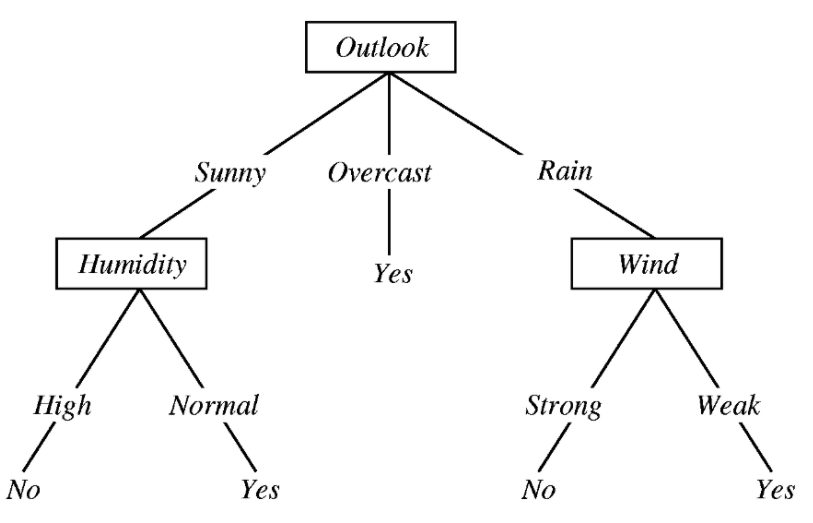 Outlook
Sunny Overcast Rain
Humidity Yes Wind
High Normal Strong Weak
No Yes No Yes